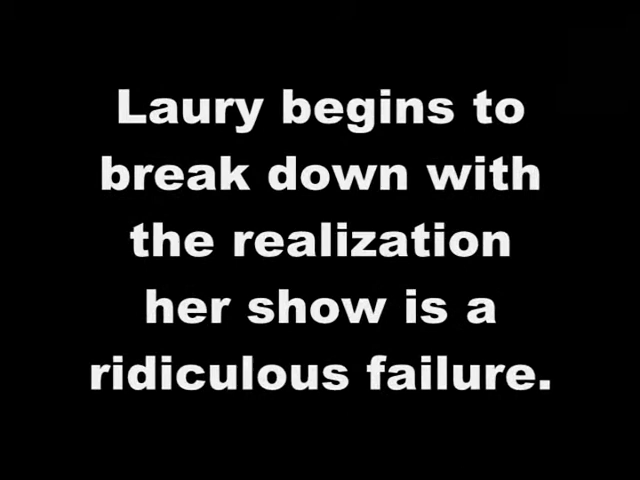 Laury begins to
break down with
the realization
her show is a
ridiculous failure.